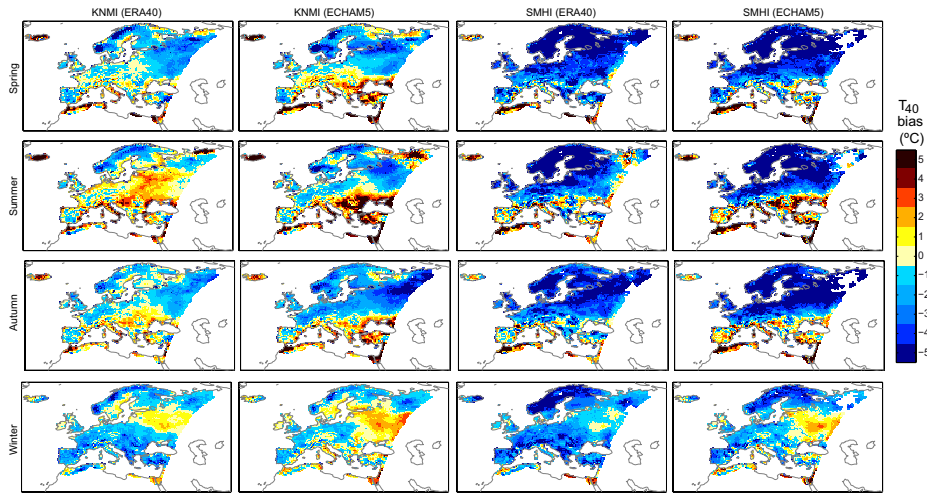 KNMI (ERA40) KNMI (ECHAM5) SMHI (ERA40) SMHI (ECHAM5)
Spring
Summer
Autumn
Winter
T40
bias
(ºC)
5
4
3
2
1
0
-1
-2
-3
-4
-5